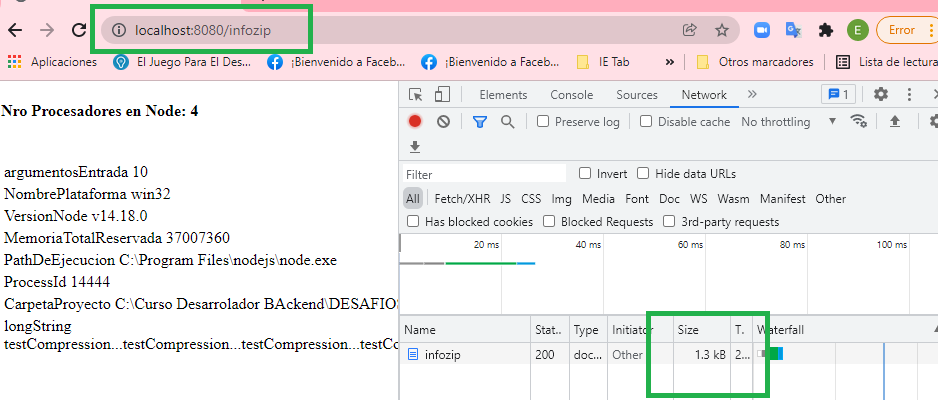 localhost:8080/infozip
E
Error
Aplicaciones El Juego Para El Des... ¡Bienvenido a Faceb... ¡Bienvenido a Faceb... IE Tab » Otros marcadores Lista de lectura
Nro Procesadores en Node: 4
argumentosEntrada 10
NombrePlataforma win32
VersionNode v14.18.0
MemoriaTotalReservada 37007360
PathDeEjecucion C:\Program Files\nodejs\node.exe
ProcessId 14444
CarpetaProyecto C:\Curso Desarrolador BAckend\DESAFIOS
longString
testCompression...testCompression...testCompression...testCo
Elements Console Sources Network » 1
Preserve log Disable cache No throttling
Filter Invert Hide data URLs
All Fetch/XHR JS CSS Img Media Font Doc WS Wasm Manifest Other
Has blocked cookies Blocked Requests 3rd-party requests
20 ms 40 ms 60 ms 80 ms 100 ms
Name Stat.. Type Initiator Size T. Waterfall
infozip 200 doc... Other 1.3 kB 2...